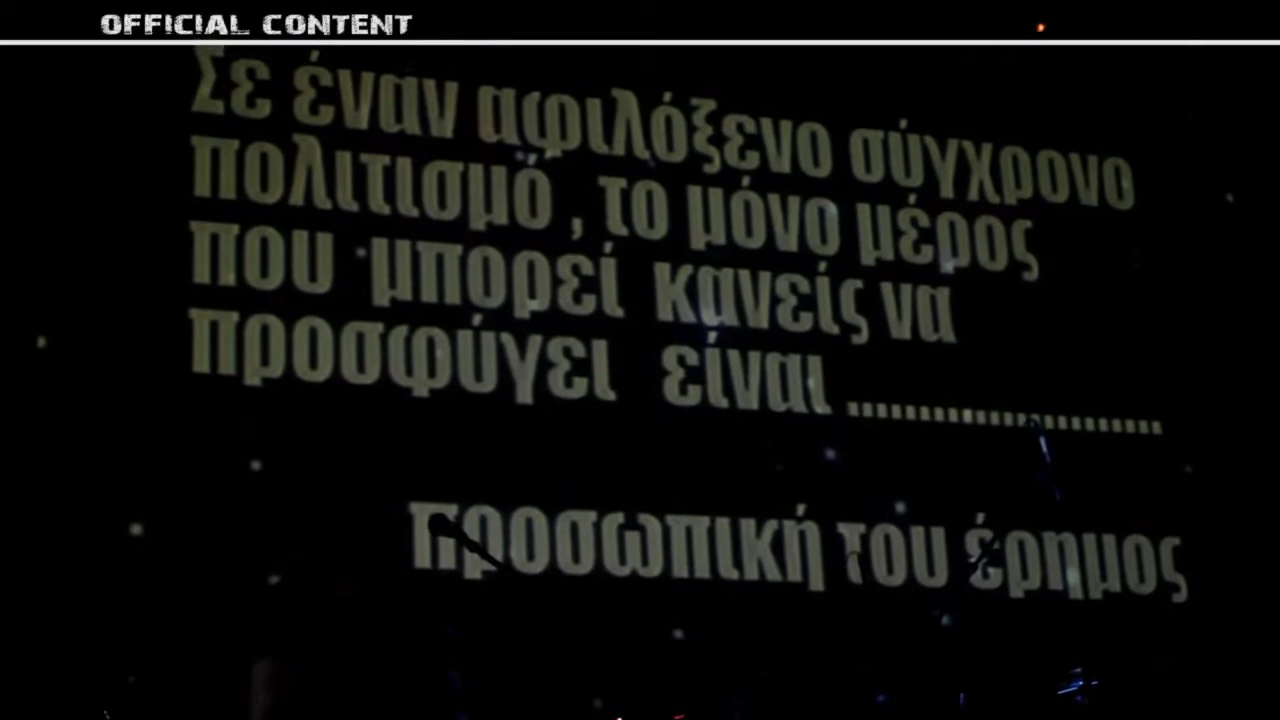 OFFICIAL CONTENT
Σε έναν αφιλόξενο σύγχρονο
πολιτισμό , το μόνο μέρος
που μπορεί κανείς να
προσφύγει είναι ......................
προσωπική του έρημος